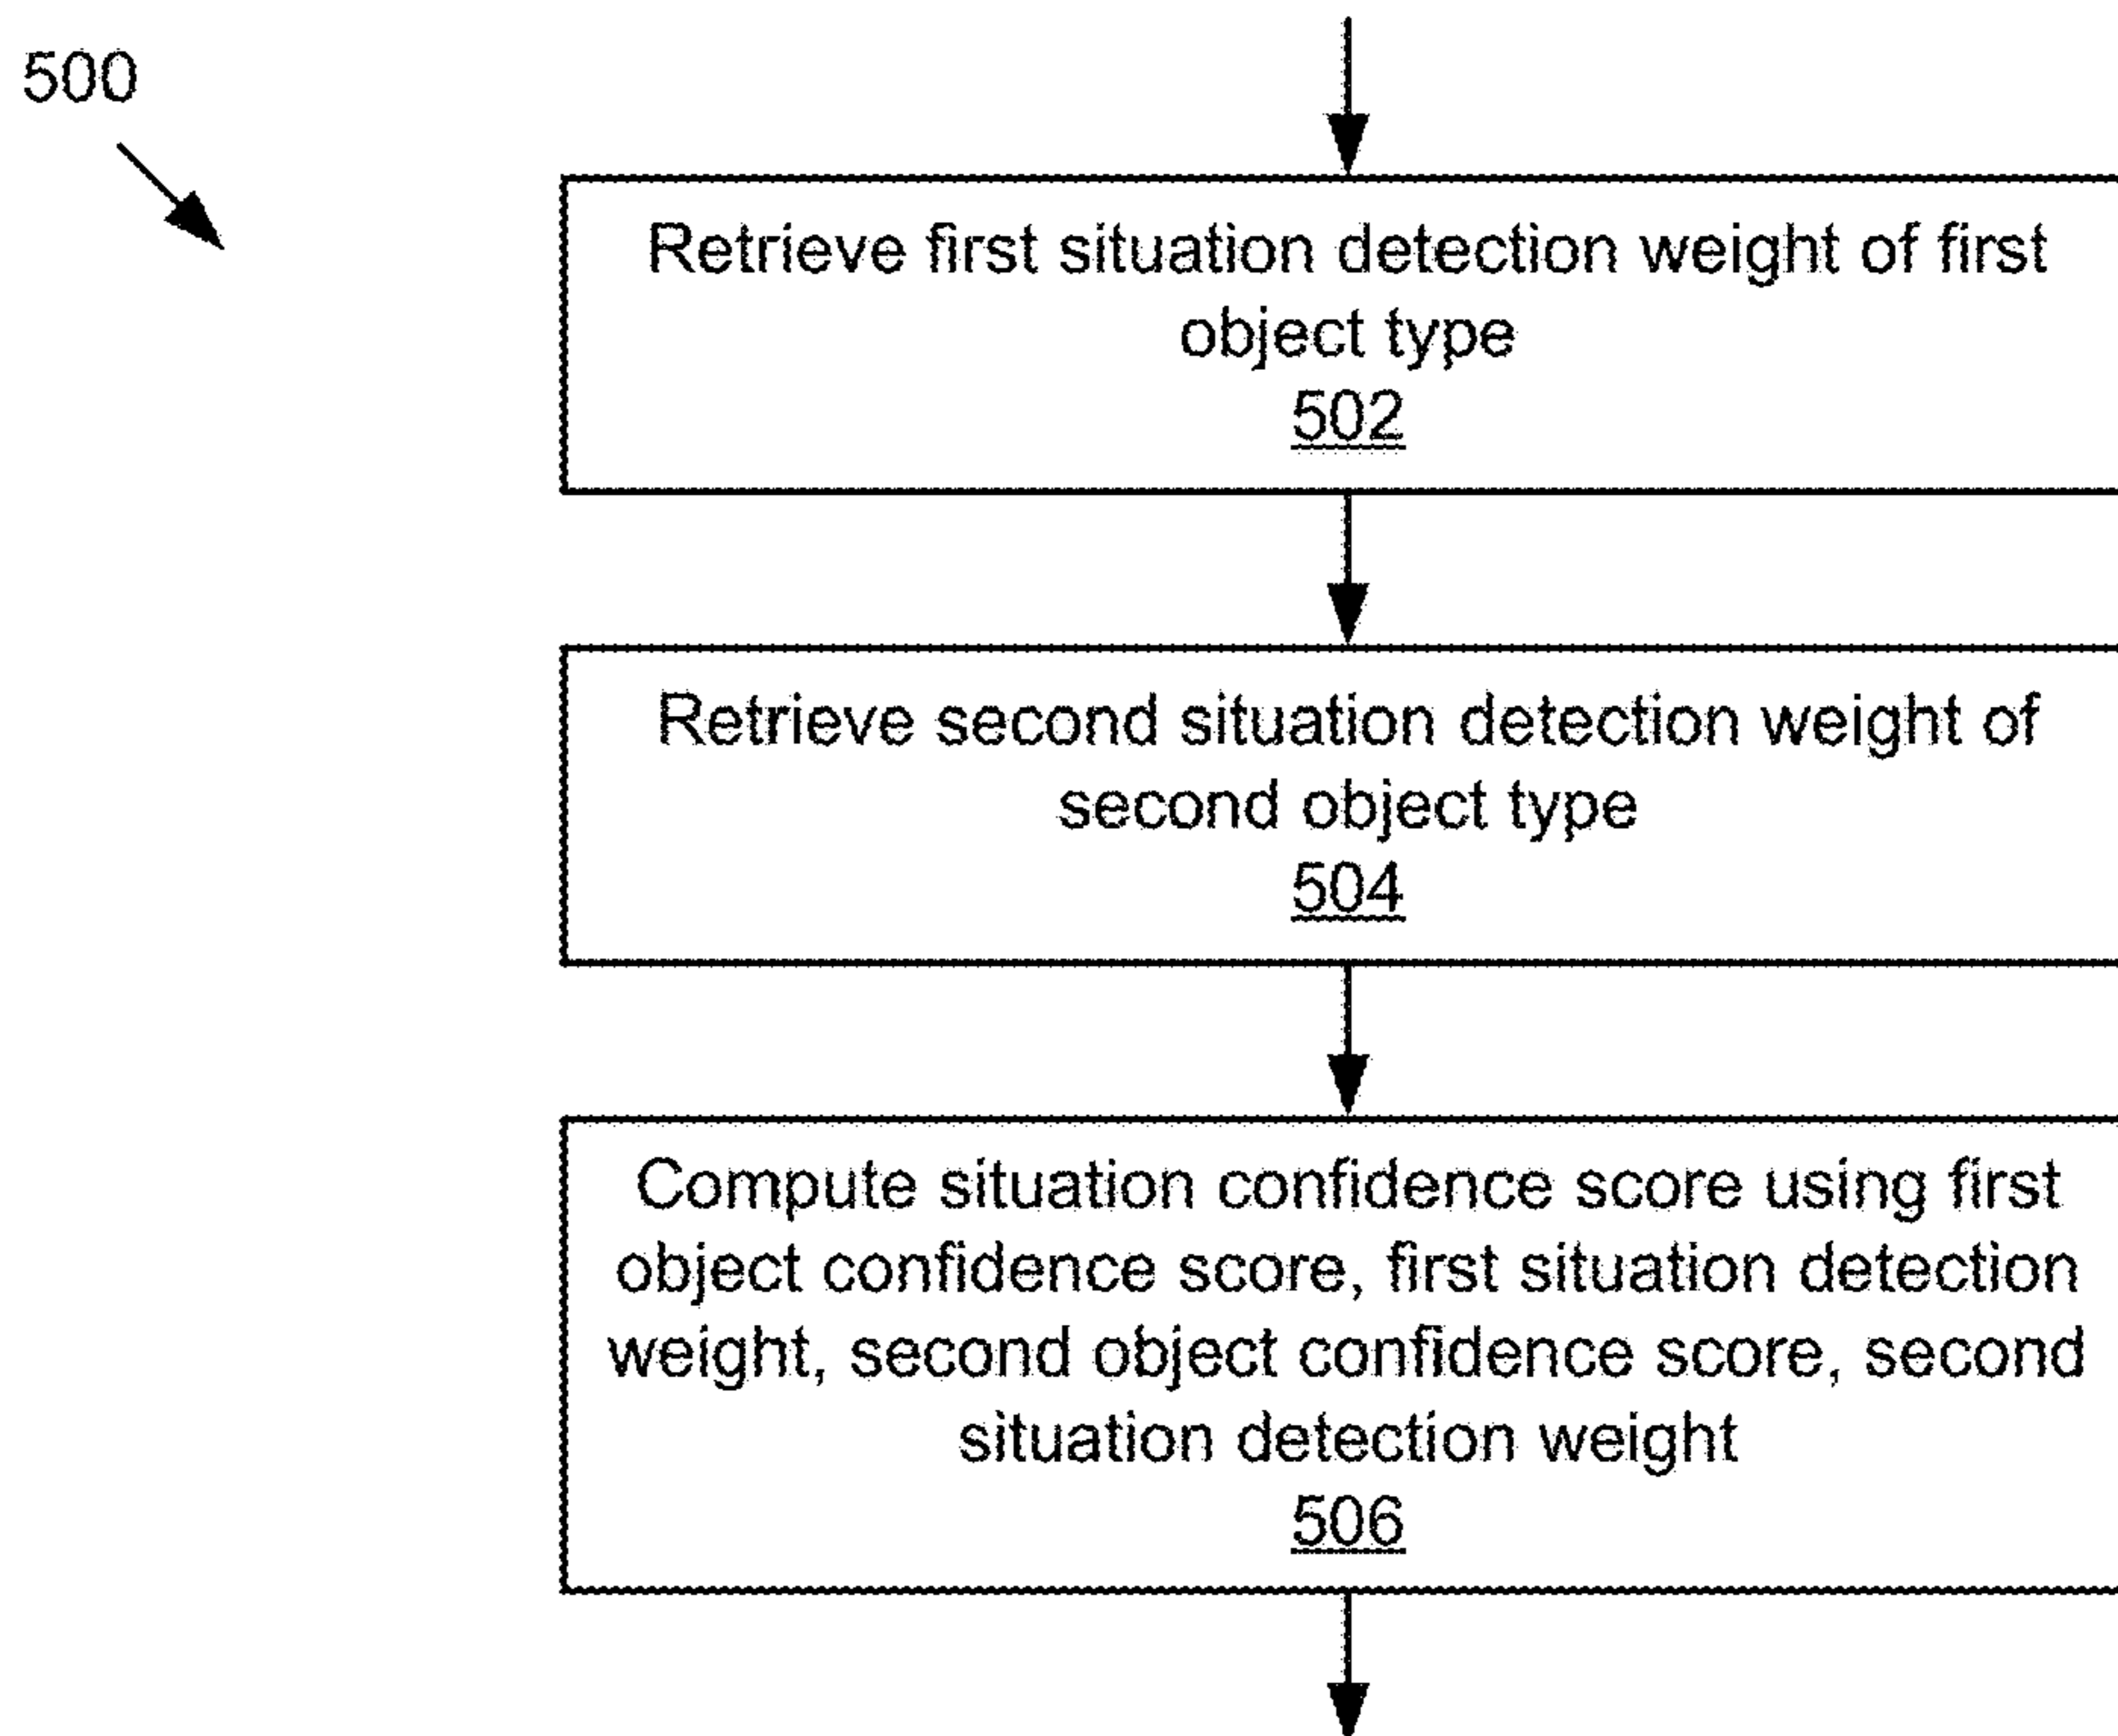 500
Retrieve first situation detection weight of first
object type
502
Retrieve second situation detection weight of
second object type
504
Compute situation confidence score using first
object confidence score, first situation detection
weight, second object confidence score, second
situation detection weight
506